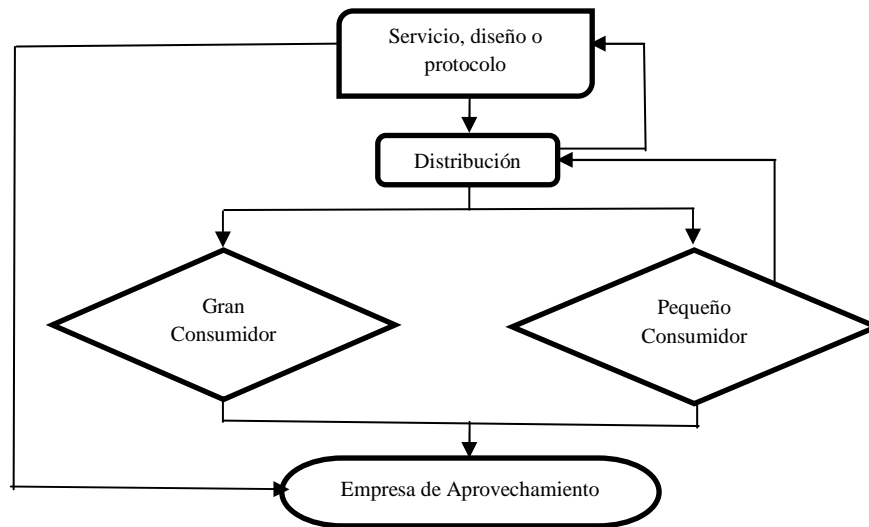 Servicio, diseño o
protocolo
Distribución
Gran
Consumidor
Pequeño
Consumidor
Empresa de Aprovechamiento